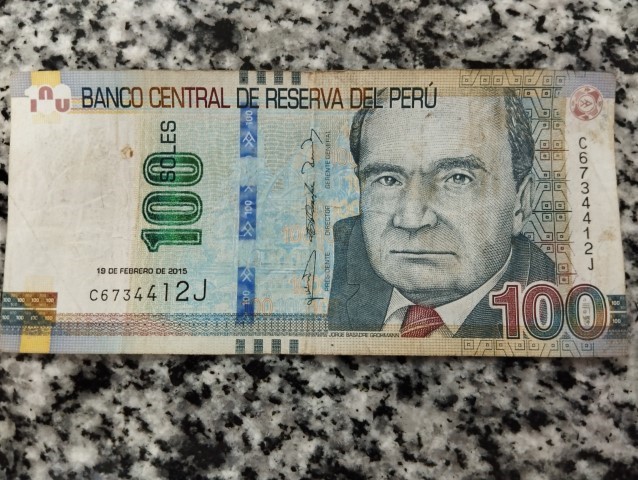 BANCO CENTRAL DE RESERVA DEL PERÚ
100 SOLES
100
100
100
PRESIDENTE DIRECTOR GERENTE GENERAL
19 DE FEBRERO DE 2015
C6734412J
C6734412J
JORGE BASADRE GROHMANN
100